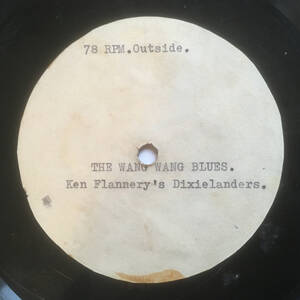 78 RPM.Outside.
THE WANG WANG BLUES.
Ken Flannery's Dixielanders.